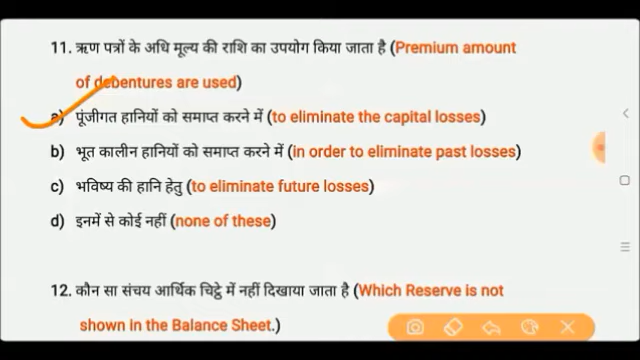 11. ऋण पत्रों के अधि मूल्य की राशि का उपयोग किया जाता है (Premium amount
of debentures are used)
a) पूंजीगत हानियों को समाप्त करने में (to eliminate the capital losses)
b) भूत कालीन हानियों को समाप्त करने में (in order to eliminate past losses)
c) भविष्य की हानि हेतु (to eliminate future losses)
d) इनमें से कोई नहीं (none of these)
12. कौन सा संचय आर्थिक चिट्ठे में नहीं दिखाया जाता है (Which Reserve is not
shown in the Balance Sheet.)